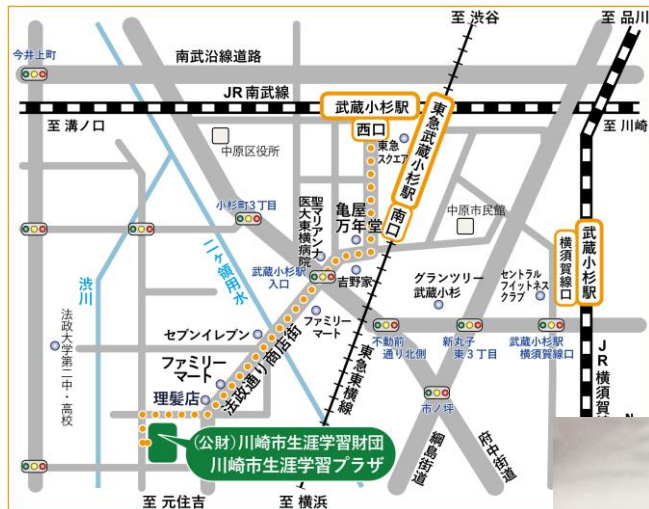 至 渋谷
至 品川
今井上町
南武沿線道路
JR南武線
武蔵小杉駅
西口
至 溝ノ口
至 川崎
東急武蔵小杉駅
南口
東急
スクエア
中原区役所
小杉町3丁目
聖マリアンナ
医大東横病院
亀屋
万年堂
中原市民館
武蔵小杉駅
横須賀線口
渋川
二ヶ領用水
武蔵小杉駅
入口
吉野家
グランツリー
武蔵小杉
セントラル
フィットネス
クラブ
法政大学第二中・高校
セブンイレブン
ファミリー
マート
不動前
通り北側
新丸子
東3丁目
武蔵小杉駅
横須賀線口
ファミリー
マート
法政通り商店街
東急東横線
JR横須賀
理髪店
市ノ坪
(公財)川崎市生涯学習財団
川崎市生涯学習プラザ
綱島街道
府中街道
至 元住吉
至 横浜